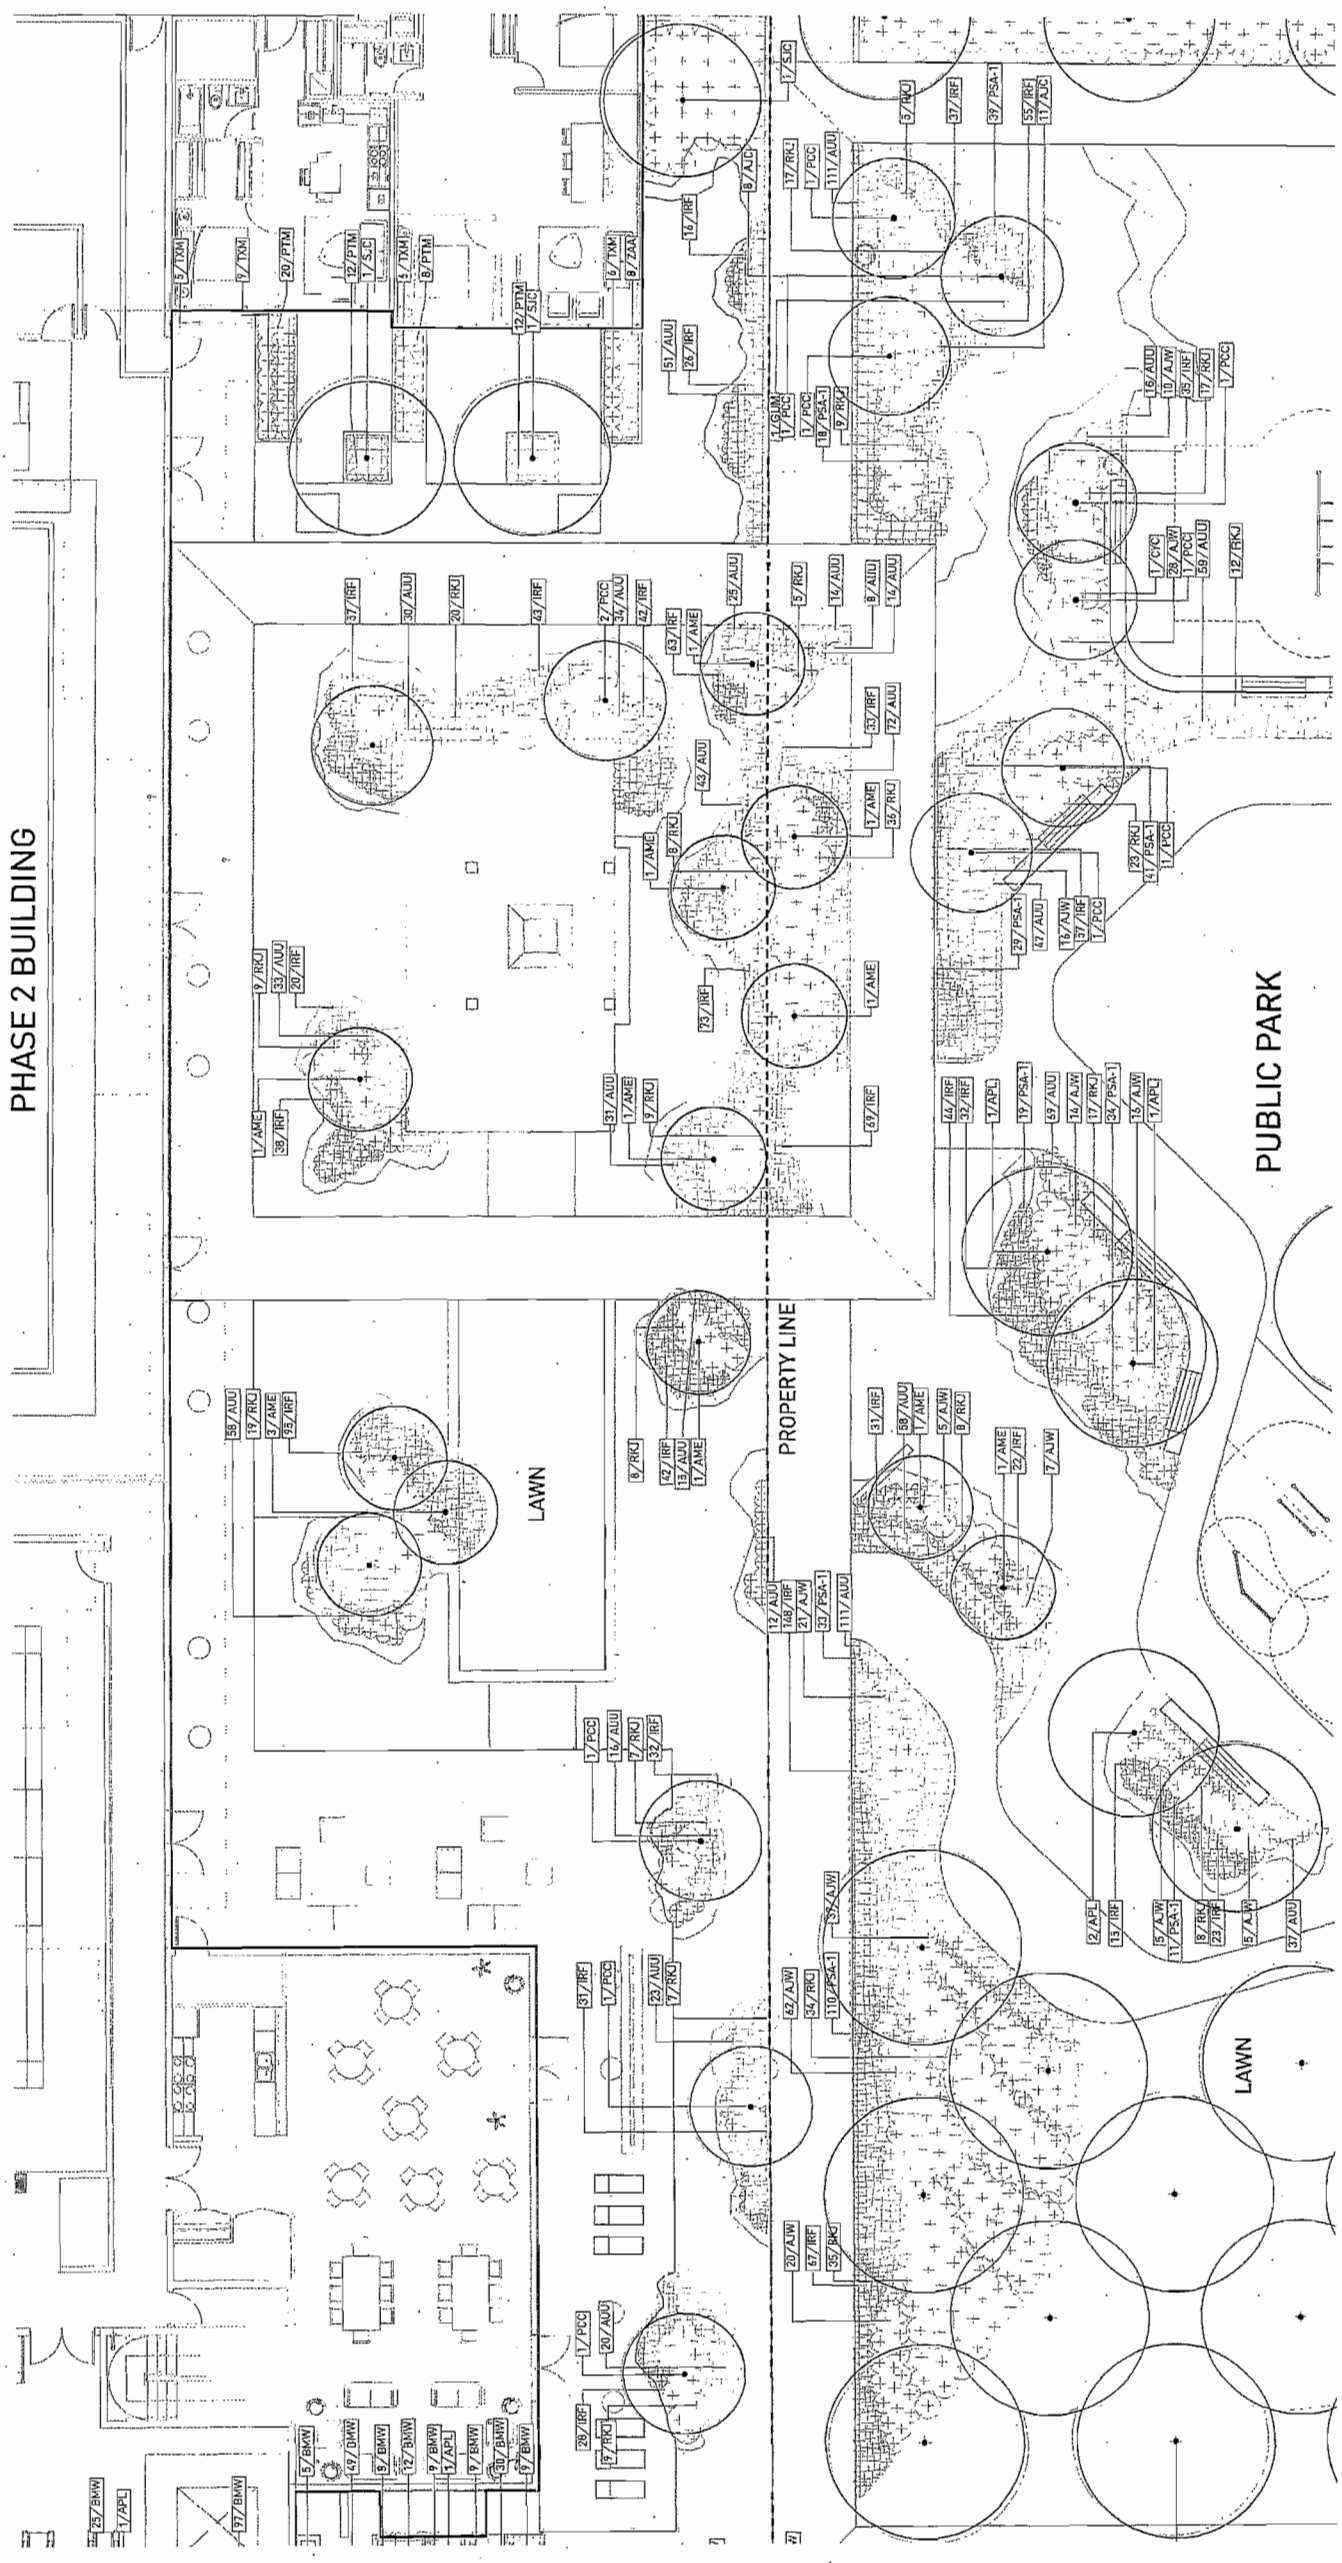 PHASE 2 BUILDING
PUBLIC PARK
PROPERTY LINE
LAWN
LAWN
5/TXM
9/TXM
20/PTM
12/PTM
1/SJC
5/TXM
8/PTM
12/PTM
1/SJC
6/TXM
8/ZAA
1/SJC
16/IRF
8/AJC
17/RKJ
1/PCC
111/AUU
5/RKJ
37/IRF
39/PSA-1
55/IRF
11/AJC
51/AUU
26/IRF
1/GJM
1/PCC
1/PCC
18/PSA-1
9/RKJ
16/AUU
10/AJW
35/IRF
17/RKJ
1/PCC
1/CYC
28/AJW
1/PCC
59/AUU
12/RKJ
37/IRF
30/AUU
20/RKJ
43/IRF
2/PCC
34/AUU
42/IRF
63/IRF
1/AME
25/AUU
5/RKJ
14/AUU
8/AUU
14/AUU
33/IRF
72/AUU
43/AUU
1/AME
8/RKJ
1/AME
36/RKJ
23/RKJ
41/PSA-1
1/PCC
29/PSA-1
47/AUU
16/AJW
37/IRF
1/PCC
9/RKJ
33/AUU
20/IRF
73/IRF
1/AME
1/AME
38/IRF
31/AUU
1/AME
9/RKJ
69/IRF
44/IRF
32/IRF
1/APL
19/PSA-1
69/AUU
14/AJW
17/RKJ
34/PSA-1
16/AJW
1/APL
58/AUU
19/RKJ
3/AME
95/IRF
8/RKJ
42/IRF
15/AUU
1/AME
31/IRF
58/AUU
1/AME
5/AJW
8/RKJ
1/AME
22/IRF
7/AJW
12/AUU
148/IRF
21/AJW
33/PSA-1
111/AUU
1/PCC
16/AUU
7/RKJ
32/IRF
37/AJW
2/APL
13/IRF
5/AJW
11/PSA-1
8/RKJ
23/IRF
5/AJW
37/AUU
31/IRF
1/PCC
23/AUU
7/RKJ
62/AJW
34/RKJ
110/PSA-1
20/AJW
67/IRF
35/RKJ
1/PCC
20/AUU
28/IRF
9/RKJ
5/BMW
49/BMW
8/BMW
12/BMW
9/BMW
1/APL
9/BMW
30/BMW
9/BMW
25/BMW
1/APL
97/BMW
LAWN